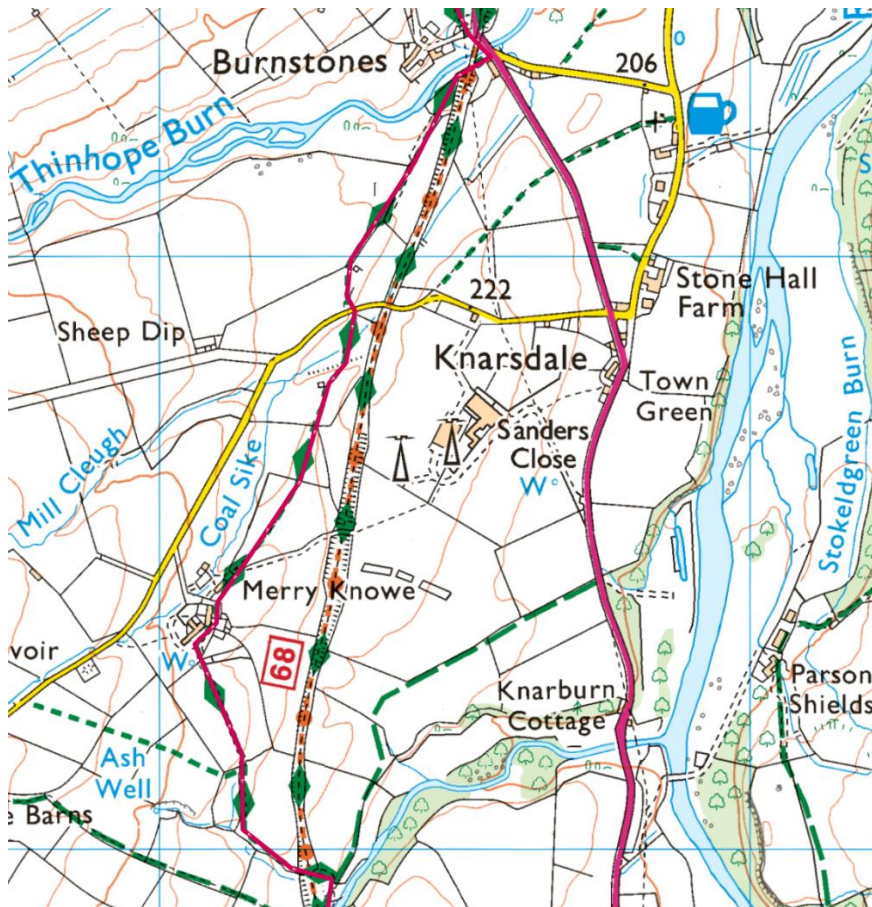 Burnstones
206
Thinhope Burn
222
Stone Hall
Farm
Sheep Dip
Knarsdale
Town
Green
Sanders
Close
W
Mill Cleugh
Coal Sike
Stokeldgreen Burn
Merry Knowe
68
voir
W
Knarburn
Cottage
Parson
Shields
Ash
Well
e Barns